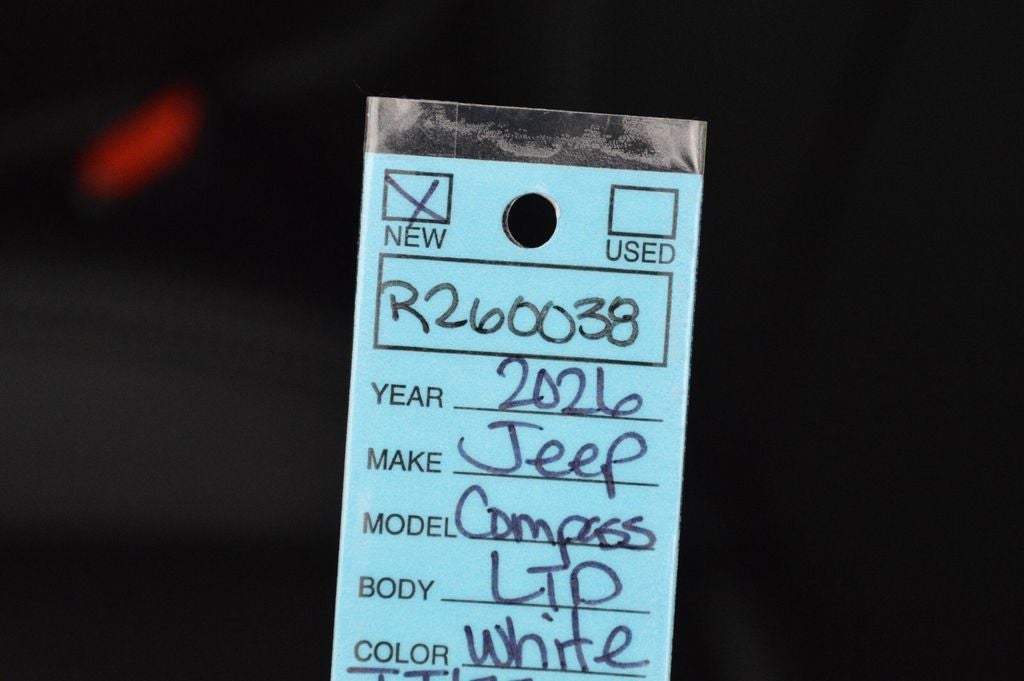 NEW USED
R260038
YEAR 2026
MAKE Jeep
MODEL Compass
BODY LTD
COLOR White